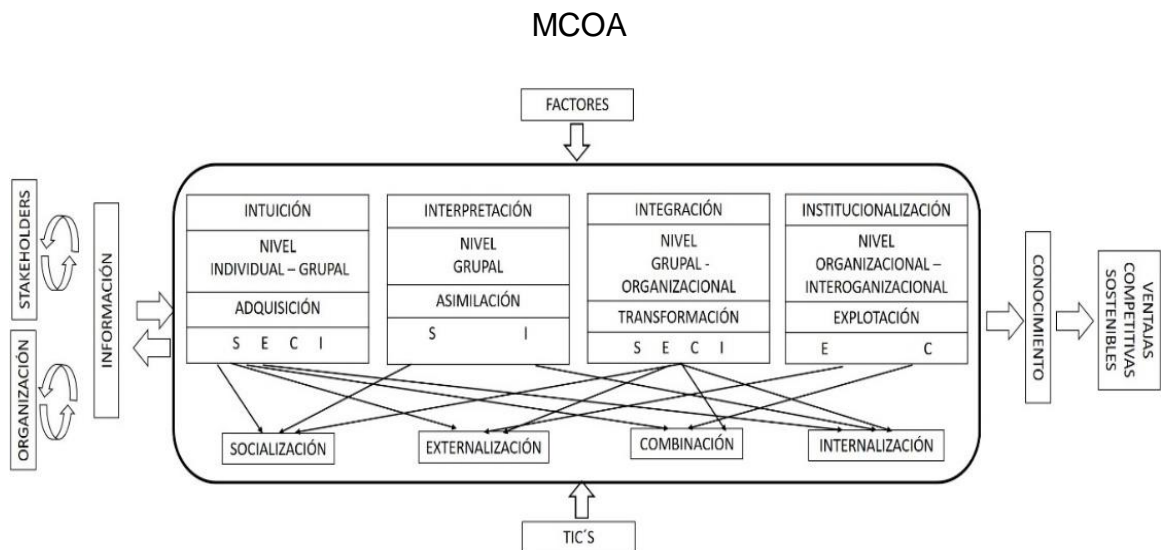 MCOA
FACTORES
STAKEHOLDERS
ORGANIZACIÓN
INFORMACIÓN
INTUICIÓN
NIVEL
INDIVIDUAL – GRUPAL
ADQUISICIÓN
S E C I
INTERPRETACIÓN
NIVEL
GRUPAL
ASIMILACIÓN
S I
INTEGRACIÓN
NIVEL
GRUPAL -
ORGANIZACIONAL
TRANSFORMACIÓN
S E C I
INSTITUCIONALIZACIÓN
NIVEL
ORGANIZACIONAL –
INTEROGANIZACIONAL
EXPLOTACIÓN
E C
SOCIALIZACIÓN
EXTERNALIZACIÓN
COMBINACIÓN
INTERNALIZACIÓN
CONOCIMIENTO
VENTAJAS
COMPETITIVAS
SOSTENIBLES
TIC´S